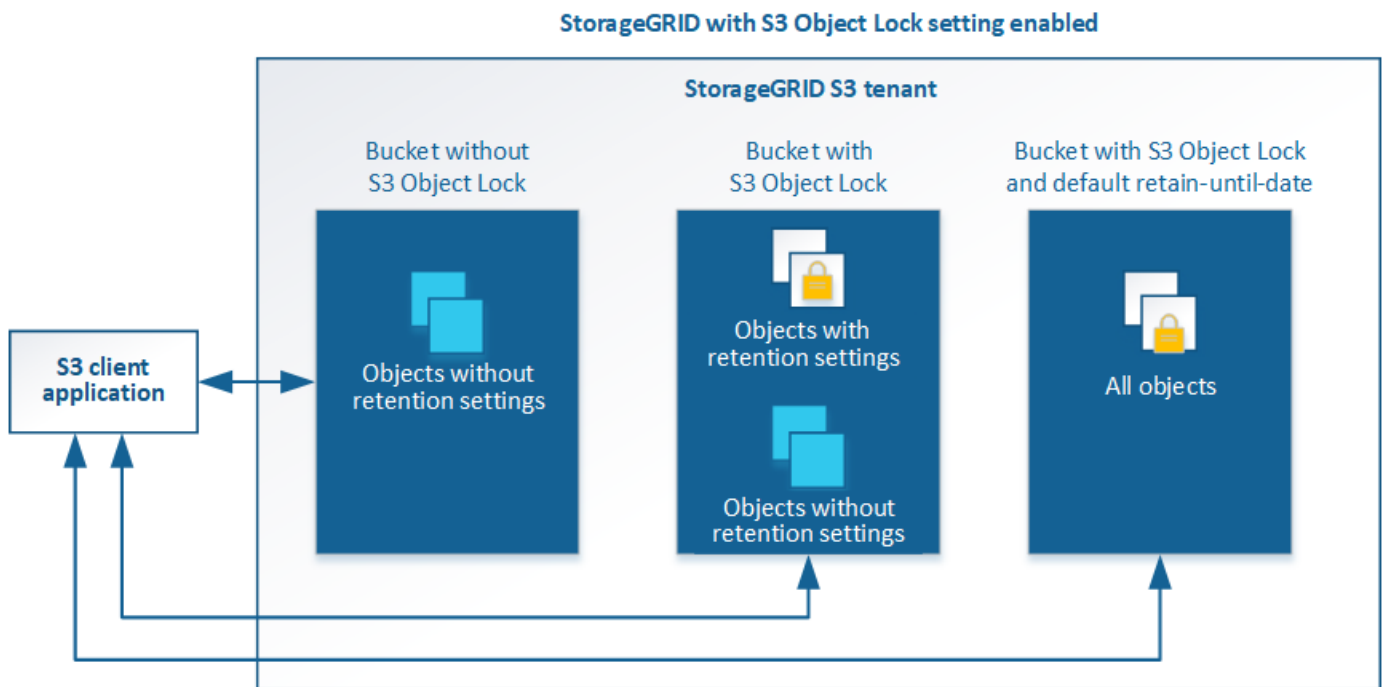 StorageGRID with S3 Object Lock setting enabled
StorageGRID S3 tenant
Bucket without
S3 Object Lock
Bucket with
S3 Object Lock
Bucket with S3 Object Lock
and default retain-until-date
S3 client
application
Objects without
retention settings
Objects with
retention settings
Objects without
retention settings
All objects